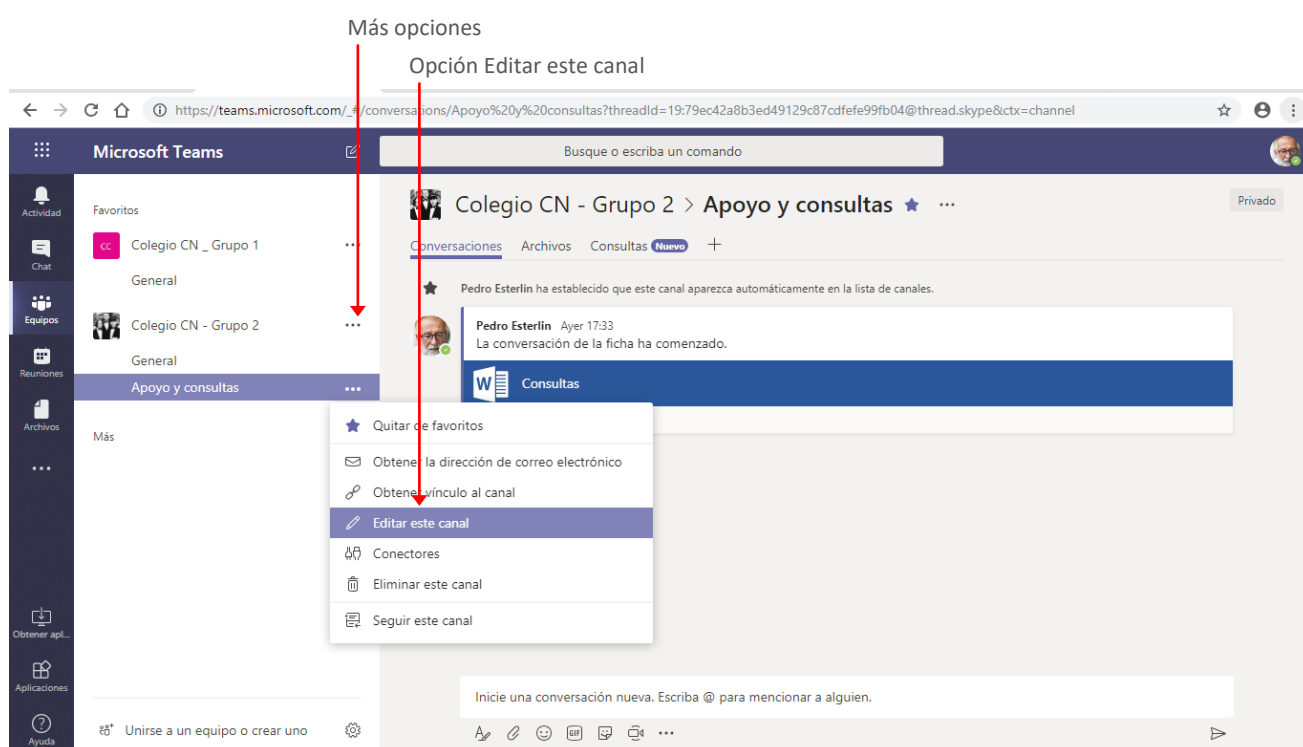 Más opciones
Opción Editar este canal
https://teams.microsoft.com/_#/conversations/Apoyo%20y%20consultas?threadId=19:79ec42a8b3ed49129c87cdfefe99fb04@thread.skype&ctx=channel
Microsoft Teams
Busque o escriba un comando
Actividad
Chat
Equipos
Reuniones
Archivos
Obtener apl...
Aplicaciones
Ayuda
Favoritos
CC Colegio CN _ Grupo 1 ...
General
Colegio CN - Grupo 2 ...
General
Apoyo y consultas ...
Más
Unirse a un equipo o crear uno
Colegio CN - Grupo 2 > Apoyo y consultas ...
Privado
Conversaciones Archivos Consultas Nuevo +
Pedro Esterlin ha establecido que este canal aparezca automáticamente en la lista de canales.
Pedro Esterlin Ayer 17:33
La conversación de la ficha ha comenzado.
W Consultas
Quitar de favoritos
Obtener la dirección de correo electrónico
Obtener vínculo al canal
Editar este canal
Conectores
Eliminar este canal
Seguir este canal
Inicie una conversación nueva. Escriba @ para mencionar a alguien.
GIF